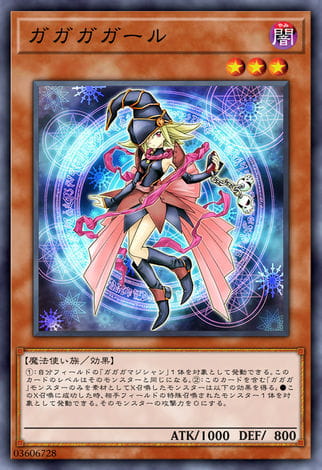 ガガガガール
闇
やみ
【魔法使い族／効果】
①：自分フィールドの「ガガガマジシャン」１体を対象として発動できる。この
カードのレベルはそのモンスターと同じになる。②：このカードを含む「ガガガ」
モンスターのみを素材としてX召喚したモンスターは以下の効果を得る。●こ
のX召喚に成功した時、相手フィールドの特殊召喚されたモンスター１体を対
象として発動できる。そのモンスターの攻撃力を０にする。
ATK/1000 DEF/ 800
03606728